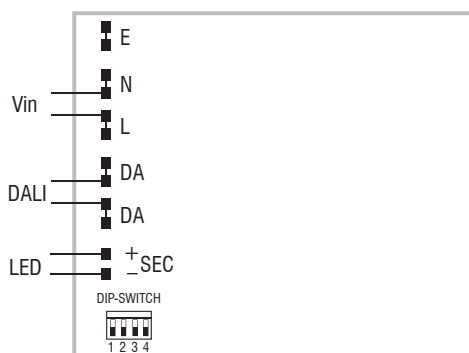 E
N
Vin
L
DA
DALI
DA
+
LED
SEC
−
DIP-SWITCH
1 2 3 4